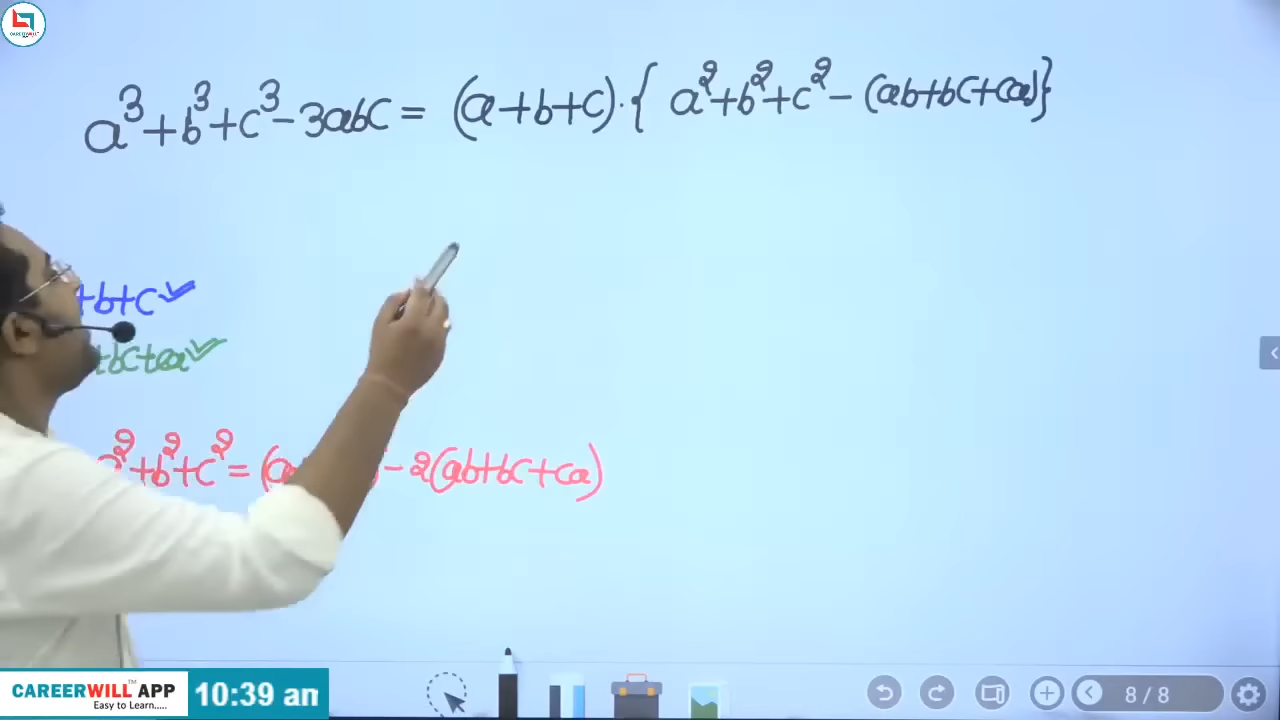 a³+b³+c³-3abc = (a+b+c)·{ a²+b²+c² - (ab+bc+ca)}
+b+c✓
+bc+ca✓
a²+b²+c² = (a - 2(ab+bc+ca)
CAREERWILL
CAREERWILL™ APP
Easy to Learn.....
10:39 am
8 / 8